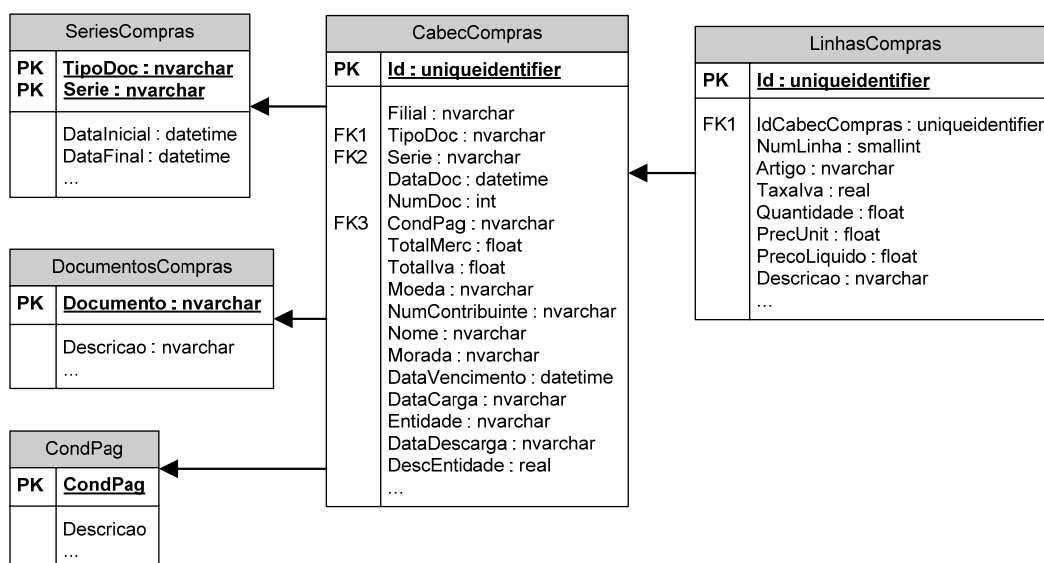 SeriesCompras
PK TipoDoc : nvarchar
PK Serie : nvarchar
DataInicial : datetime
DataFinal : datetime
...
DocumentosCompras
PK Documento : nvarchar
Descricao : nvarchar
...
CondPag
PK CondPag
Descricao
...
CabecCompras
PK Id : uniqueidentifier
Filial : nvarchar
FK1 TipoDoc : nvarchar
FK2 Serie : nvarchar
DataDoc : datetime
NumDoc : int
FK3 CondPag : nvarchar
TotalMerc : float
TotalIva : float
Moeda : nvarchar
NumContribuinte : nvarchar
Nome : nvarchar
Morada : nvarchar
DataVencimento : datetime
DataCarga : nvarchar
Entidade : nvarchar
DataDescarga : nvarchar
DescEntidade : real
...
LinhasCompras
PK Id : uniqueidentifier
FK1 IdCabecCompras : uniqueidentifier
NumLinha : smallint
Artigo : nvarchar
TaxaIva : real
Quantidade : float
PrecUnit : float
PrecoLiquido : float
Descricao : nvarchar
...